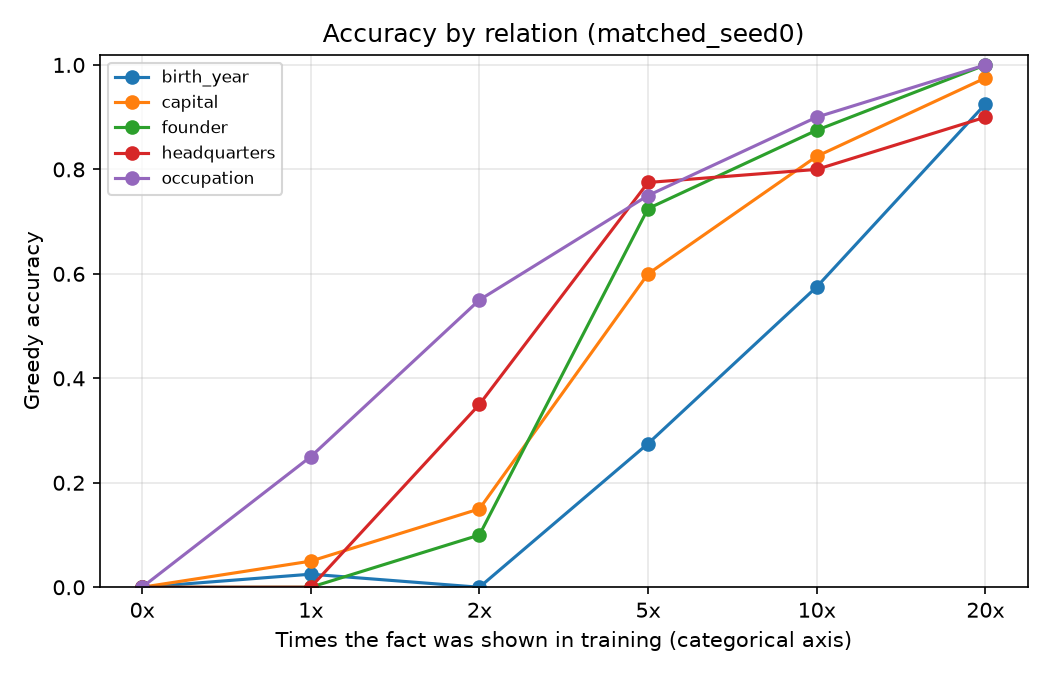 Accuracy by relation (matched_seed0)
birth_year
capital
founder
headquarters
occupation
Greedy accuracy
1.0
0.8
0.6
0.4
0.2
0.0
0x 1x 2x 5x 10x 20x
Times the fact was shown in training (categorical axis)